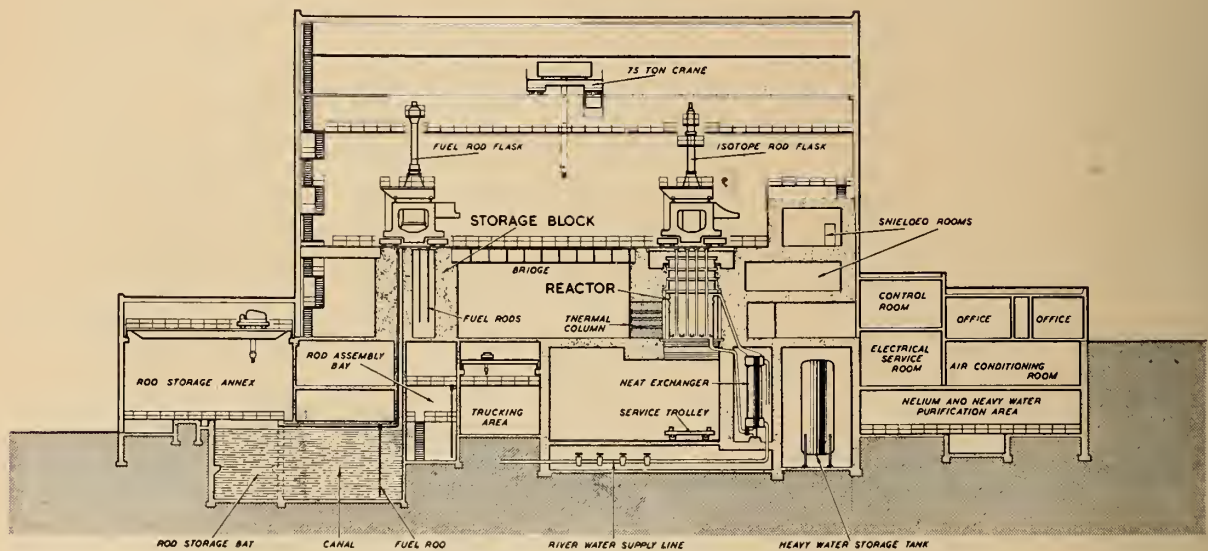 75 TON CRANE
FUEL ROD FLASK
ISOTOPE ROD FLASK
STORAGE BLOCK
SHIELDED ROOMS
BRIDGE
REACTOR
FUEL RODS
THERMAL
COLUMN
CONTROL
ROOM
OFFICE
OFFICE
ROD STORAGE ANNEX
ROD ASSEMBLY
BAY
HEAT EXCHANGER
ELECTRICAL
SERVICE
ROOM
AIR CONDITIONING
ROOM
TRUCKING
AREA
SERVICE TROLLEY
HELIUM AND HEAVY WATER
PURIFICATION AREA
ROD STORAGE BAY
CANAL
FUEL ROD
RIVER WATER SUPPLY LINE
HEAVY WATER STORAGE TANK